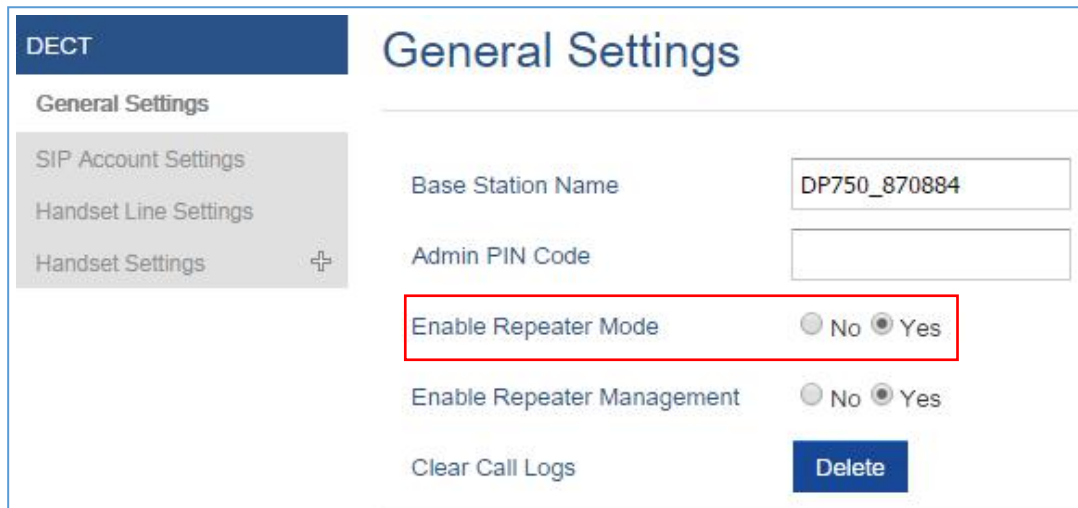 DECT
General Settings
SIP Account Settings
Handset Line Settings
Handset Settings
General Settings
Base Station Name DP750_870884
Admin PIN Code
Enable Repeater Mode No Yes
Enable Repeater Management No Yes
Clear Call Logs Delete